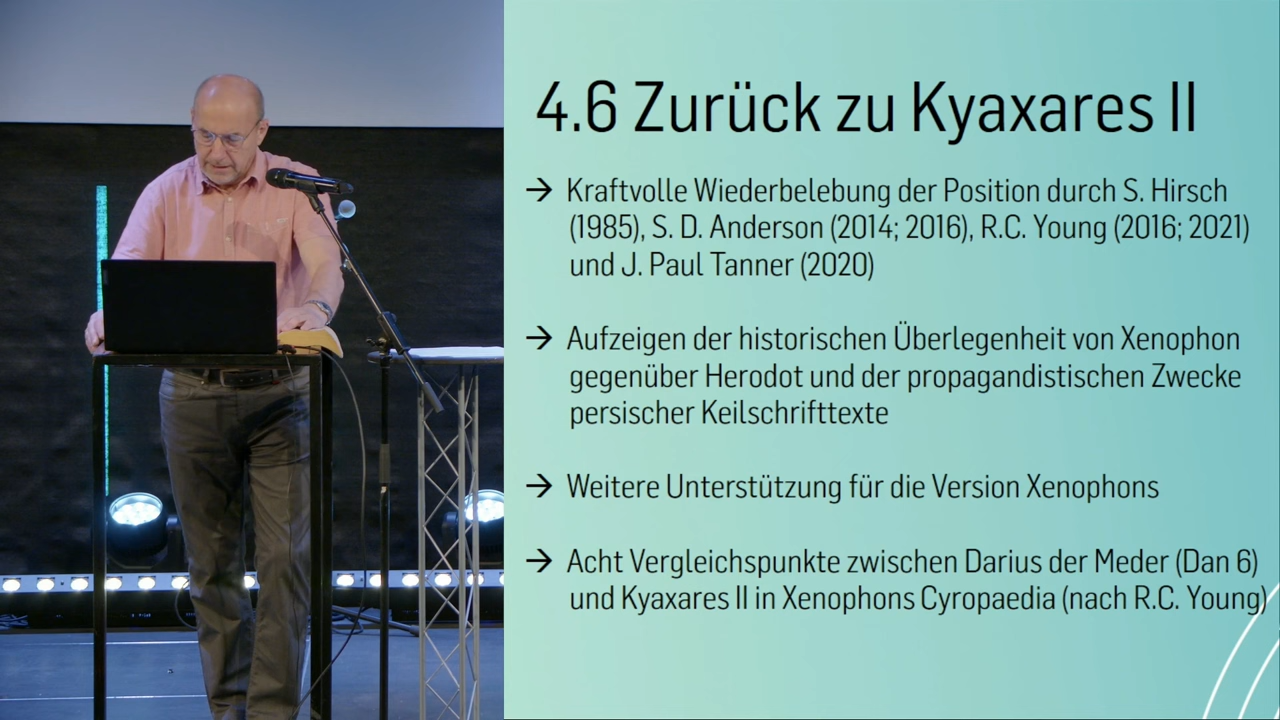 4.6 Zurück zu Kyaxares II
→ Kraftvolle Wiederbelebung der Position durch S. Hirsch
(1985), S. D. Anderson (2014; 2016), R.C. Young (2016; 2021)
und J. Paul Tanner (2020)
→ Aufzeigen der historischen Überlegenheit von Xenophon
gegenüber Herodot und der propagandistischen Zwecke
persischer Keilschrifttexte
→ Weitere Unterstützung für die Version Xenophons
→ Acht Vergleichspunkte zwischen Darius der Meder (Dan 6)
und Kyaxares II in Xenophons Cyropaedia (nach R.C. Young)